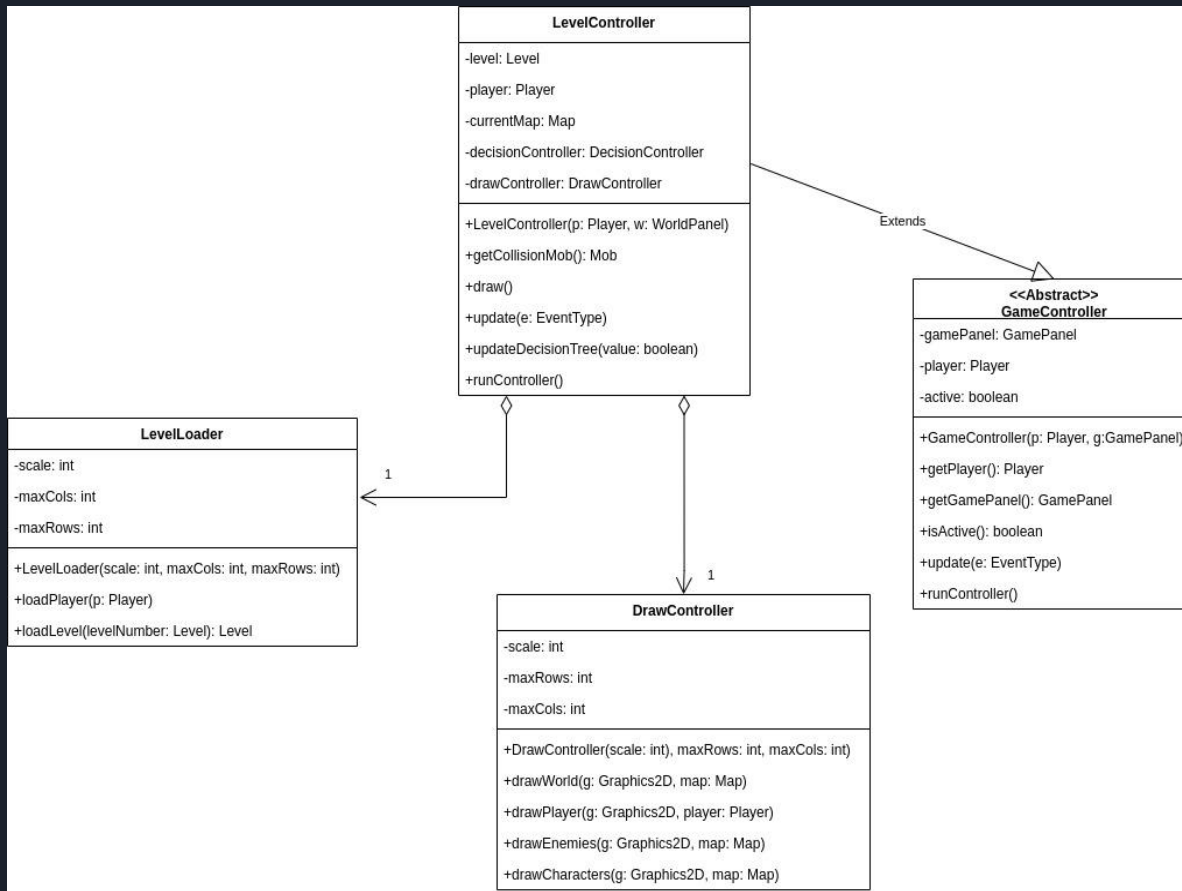 LevelController
-level: Level
-player: Player
-currentMap: Map
-decisionController: DecisionController
-drawController: DrawController
+LevelController(p: Player, w: WorldPanel)
+getCollisionMob(): Mob
+draw()
+update(e: EventType)
+updateDecisionTree(value: boolean)
+runController()
Extends
<<Abstract>>
GameController
-gamePanel: GamePanel
-player: Player
-active: boolean
+GameController(p: Player, g:GamePanel)
+getPlayer(): Player
+getGamePanel(): GamePanel
+isActive(): boolean
+update(e: EventType)
+runController()
LevelLoader
-scale: int
-maxCols: int
-maxRows: int
+LevelLoader(scale: int, maxCols: int, maxRows: int)
+loadPlayer(p: Player)
+loadLevel(levelNumber: Level): Level
1
1
DrawController
-scale: int
-maxRows: int
-maxCols: int
+DrawController(scale: int), maxRows: int, maxCols: int)
+drawWorld(g: Graphics2D, map: Map)
+drawPlayer(g: Graphics2D, player: Player)
+drawEnemies(g: Graphics2D, map: Map)
+drawCharacters(g: Graphics2D, map: Map)